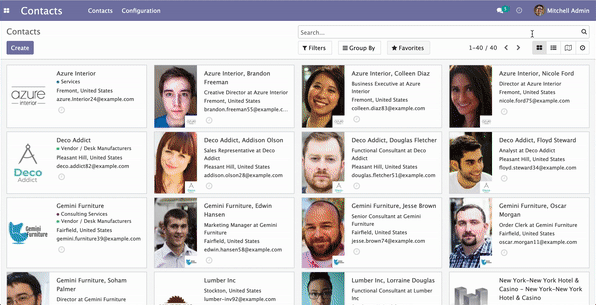 Contacts
Contacts
Configuration
Mitchell Admin
Contacts
Search...
Create
Filters
Group By
Favorites
1-40 / 40
azure
interior
Azure Interior
Services
Fremont, United States
azure.Interior24@example.com
Azure Interior, Brandon
Freeman
Creative Director at Azure Interior
Fremont, United States
brandon.freeman55@example.c...
Azure Interior, Colleen Diaz
Business Executive at Azure
Interior
Fremont, United States
colleen.diaz83@example.com
Azure Interior, Nicole Ford
Director at Azure Interior
Fremont, United States
nicole.ford75@example.com
Deco
Addict
Deco Addict
Vendor / Desk Manufacturers
Pleasant Hill, United States
deco.addict82@example.com
Deco Addict, Addison Olson
Sales Representative at Deco
Addict
Pleasant Hill, United States
addison.olson28@example.com
Deco Addict, Douglas Fletcher
Functional Consultant at Deco
Addict
Pleasant Hill, United States
douglas.fletcher51@example.com
Deco Addict, Floyd Steward
Analyst at Deco Addict
Pleasant Hill, United States
floyd.steward34@example.com
Gemini
Furniture
Gemini Furniture
Consulting Services
Vendor / Desk Manufacturers
Fairfield, United States
gemini.furniture39@example.com
Gemini Furniture, Edwin
Hansen
Marketing Manager at Gemini
Furniture
Fairfield, United States
edwin.hansen58@example.com
Gemini Furniture, Jesse Brown
Senior Consultant at Gemini
Furniture
Fairfield, United States
jesse.brown74@example.com
Gemini Furniture, Oscar
Morgan
Order Clerk at Gemini Furniture
Fairfield, United States
oscar.morgan11@example.com
Gemini Furniture, Soham
Palmer
Director at Gemini Furniture
Lumber Inc
Stockton, United States
lumber-inv92@example.com
Lumber Inc, Lorraine Douglas
Functional Consultant at Lumber
Inc
New York-New York Hotel
& Casino - New York-New York
Hotel & Casino